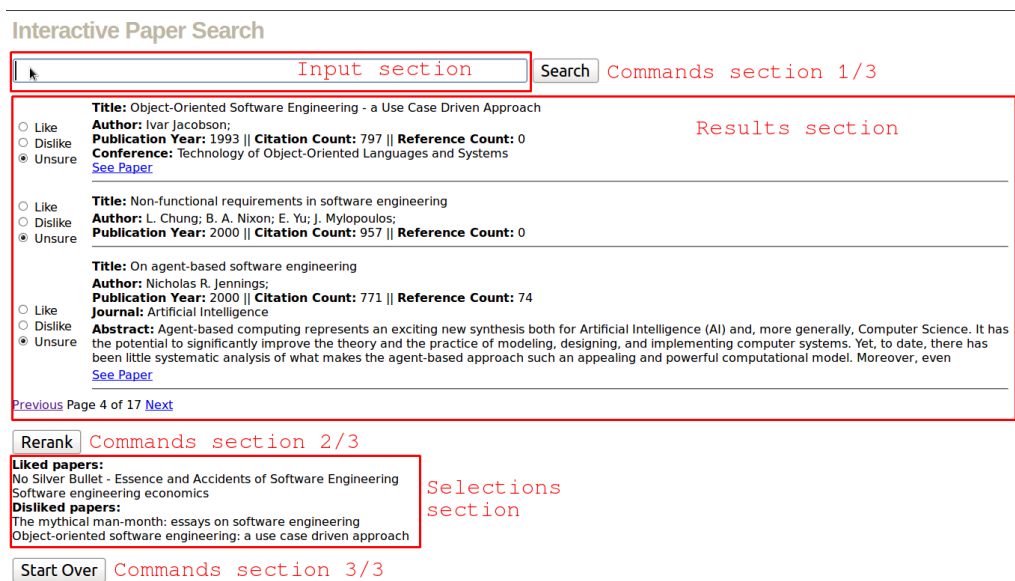 Interactive Paper Search
Input section
Search Commands section 1/3
Results section
Title: Object-Oriented Software Engineering - a Use Case Driven Approach
Like Author: Ivar Jacobson;
Dislike Publication Year: 1993 || Citation Count: 797 || Reference Count: 0
Unsure Conference: Technology of Object-Oriented Languages and Systems
See Paper
Like Title: Non-functional requirements in software engineering
Dislike Author: L. Chung; B. A. Nixon; E. Yu; J. Mylopoulos;
Unsure Publication Year: 2000 || Citation Count: 957 || Reference Count: 0
Title: On agent-based software engineering
Author: Nicholas R. Jennings;
Publication Year: 2000 || Citation Count: 771 || Reference Count: 74
Like Journal: Artificial Intelligence
Dislike Abstract: Agent-based computing represents an exciting new synthesis both for Artificial Intelligence (AI) and, more generally, Computer Science. It has
Unsure the potential to significantly improve the theory and the practice of modeling, designing, and implementing computer systems. Yet, to date, there has
been little systematic analysis of what makes the agent-based approach such an appealing and powerful computational model. Moreover, even
See Paper
Previous Page 4 of 17 Next
Rerank Commands section 2/3
Liked papers:
No Silver Bullet - Essence and Accidents of Software Engineering
Software engineering economics
Disliked papers:
The mythical man-month: essays on software engineering
Object-oriented software engineering: a use case driven approach
Selections
section
Start Over Commands section 3/3